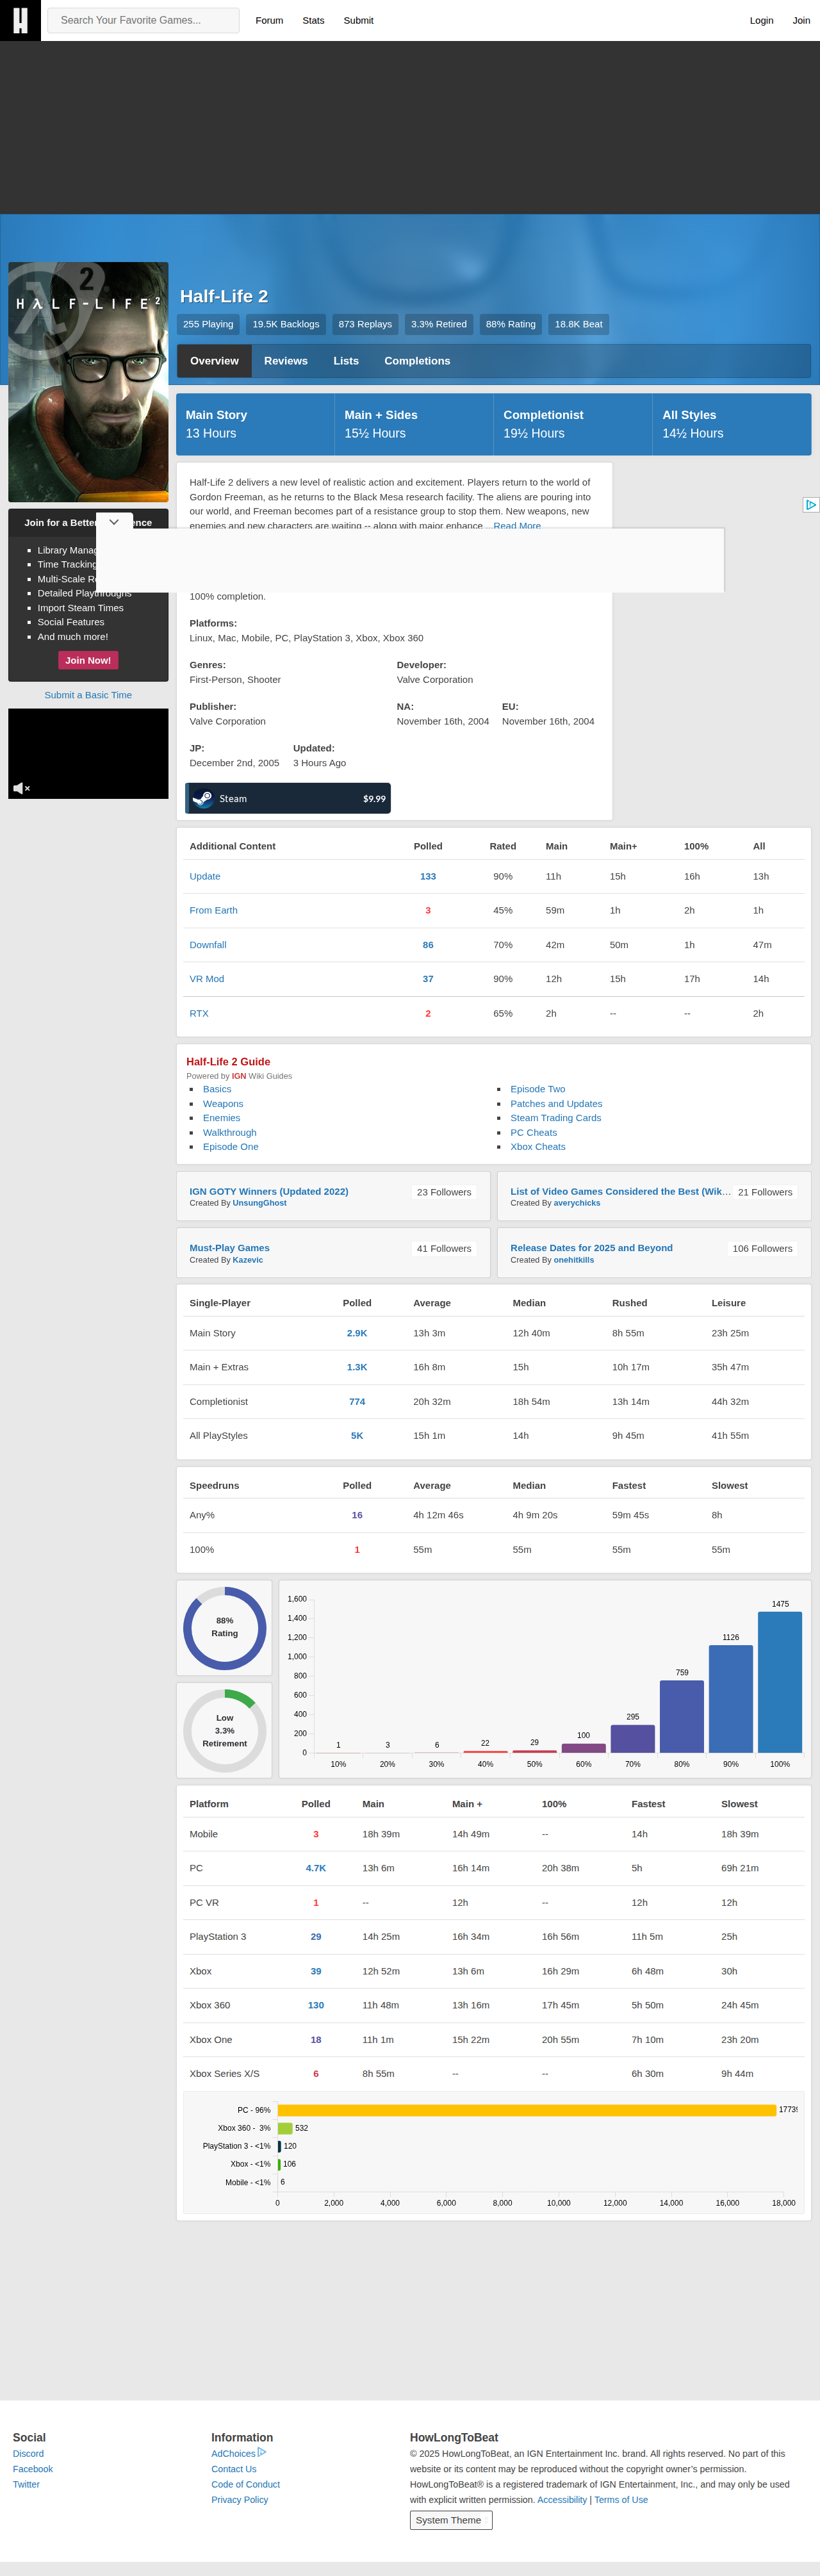 Search Your Favorite Games...
Forum
Stats
Submit
Login
Join
HλLF-LIFE 2
Half-Life 2
255 Playing
19.5K Backlogs
873 Replays
3.3% Retired
88% Rating
18.8K Beat
Overview
Reviews
Lists
Completions
Main Story
13 Hours
Main + Sides
15½ Hours
Completionist
19½ Hours
All Styles
14½ Hours
Join for a Better
Library
Time Tracking
Detailed Playthroughs
Import Steam Times
Social Features
And much more!
Join Now!
Submit a Basic Time
Half-Life 2 delivers a new level of realistic action and excitement. Players return to the world of
Gordon Freeman, as he returns to the Black Mesa research facility. The aliens are pouring into
our world, and Freeman becomes part of a resistance group to stop them. New weapons, new
enemies and new characters are waiting -- along with major enhance ...Read More
100% completion.
Platforms:
Linux, Mac, Mobile, PC, PlayStation 3, Xbox, Xbox 360
Genres:
First-Person, Shooter
Developer:
Valve Corporation
Publisher:
Valve Corporation
NA:
November 16th, 2004
EU:
November 16th, 2004
JP:
December 2nd, 2005
Updated:
3 Hours Ago
Steam $9.99
Additional Content Polled Rated Main Main+ 100% All
Update 133 90% 11h 15h 16h 13h
From Earth 3 45% 59m 1h 2h 1h
Downfall 86 70% 42m 50m 1h 47m
VR Mod 37 90% 12h 15h 17h 14h
RTX 2 65% 2h -- -- 2h
Half-Life 2 Guide
Powered by IGN Wiki Guides
Basics
Weapons
Enemies
Walkthrough
Episode One
Episode Two
Patches and Updates
Steam Trading Cards
PC Cheats
Xbox Cheats
IGN GOTY Winners (Updated 2022)
Created By UnsungGhost
23 Followers
List of Video Games Considered the Best (Wik...
Created By averychicks
21 Followers
Must-Play Games
Created By Kazevic
41 Followers
Release Dates for 2025 and Beyond
Created By onehitkills
106 Followers
Single-Player Polled Average Median Rushed Leisure
Main Story 2.9K 13h 3m 12h 40m 8h 55m 23h 25m
Main + Extras 1.3K 16h 8m 15h 10h 17m 35h 47m
Completionist 774 20h 32m 18h 54m 13h 14m 44h 32m
All PlayStyles 5K 15h 1m 14h 9h 45m 41h 55m
Speedruns Polled Average Median Fastest Slowest
Any% 16 4h 12m 46s 4h 9m 20s 59m 45s 8h
100% 1 55m 55m 55m 55m
88%
Rating
Low
3.3%
Retirement
1,600
1,400
1,200
1,000
800
600
400
200
0
1 3 6 22 29 100 295 759 1126 1475
10% 20% 30% 40% 50% 60% 70% 80% 90% 100%
Platform Polled Main Main + 100% Fastest Slowest
Mobile 3 18h 39m 14h 49m -- 14h 18h 39m
PC 4.7K 13h 6m 16h 14m 20h 38m 5h 69h 21m
PC VR 1 -- 12h -- 12h 12h
PlayStation 3 29 14h 25m 16h 34m 16h 56m 11h 5m 25h
Xbox 39 12h 52m 13h 6m 16h 29m 6h 48m 30h
Xbox 360 130 11h 48m 13h 16m 17h 45m 5h 50m 24h 45m
Xbox One 18 11h 1m 15h 22m 20h 55m 7h 10m 23h 20m
Xbox Series X/S 6 8h 55m -- -- 6h 30m 9h 44m
PC - 96% 1773
Xbox 360 - 3% 532
PlayStation 3 - <1% 120
Xbox - <1% 106
Mobile - <1% 6
0 2,000 4,000 6,000 8,000 10,000 12,000 14,000 16,000 18,000
Social
Discord
Facebook
Twitter
Information
AdChoices
Contact Us
Code of Conduct
Privacy Policy
HowLongToBeat
© 2025 HowLongToBeat, an IGN Entertainment Inc. brand. All rights reserved. No part of this
website or its content may be reproduced without the copyright owner’s permission.
HowLongToBeat® is a registered trademark of IGN Entertainment, Inc., and may only be used
with explicit written permission. Accessibility | Terms of Use
System Theme